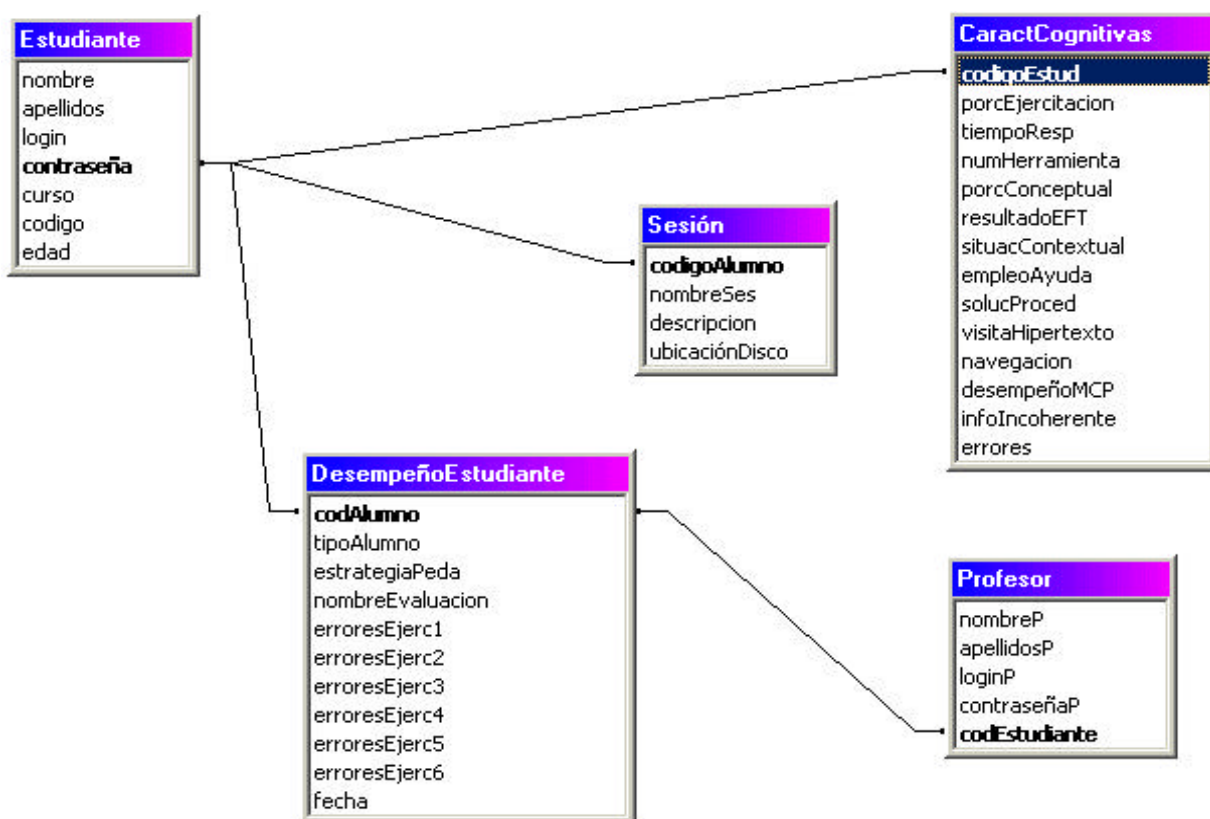 Estudiante
nombre
apellidos
login
contraseña
curso
codigo
edad
CaractCognitivas
codigoEstud
porcEjercitacion
tiempoResp
numHerramienta
porcConceptual
resultadoEFT
situacContextual
empleoAyuda
solucProced
visitaHipertexto
navegacion
desempeñoMCP
infoIncoherente
errores
Sesión
codigoAlumno
nombreSes
descripcion
ubicaciónDisco
DesempeñoEstudiante
codAlumno
tipoAlumno
estrategiaPeda
nombreEvaluacion
erroresEjerc1
erroresEjerc2
erroresEjerc3
erroresEjerc4
erroresEjerc5
erroresEjerc6
fecha
Profesor
nombreP
apellidosP
loginP
contraseñaP
codEstudiante